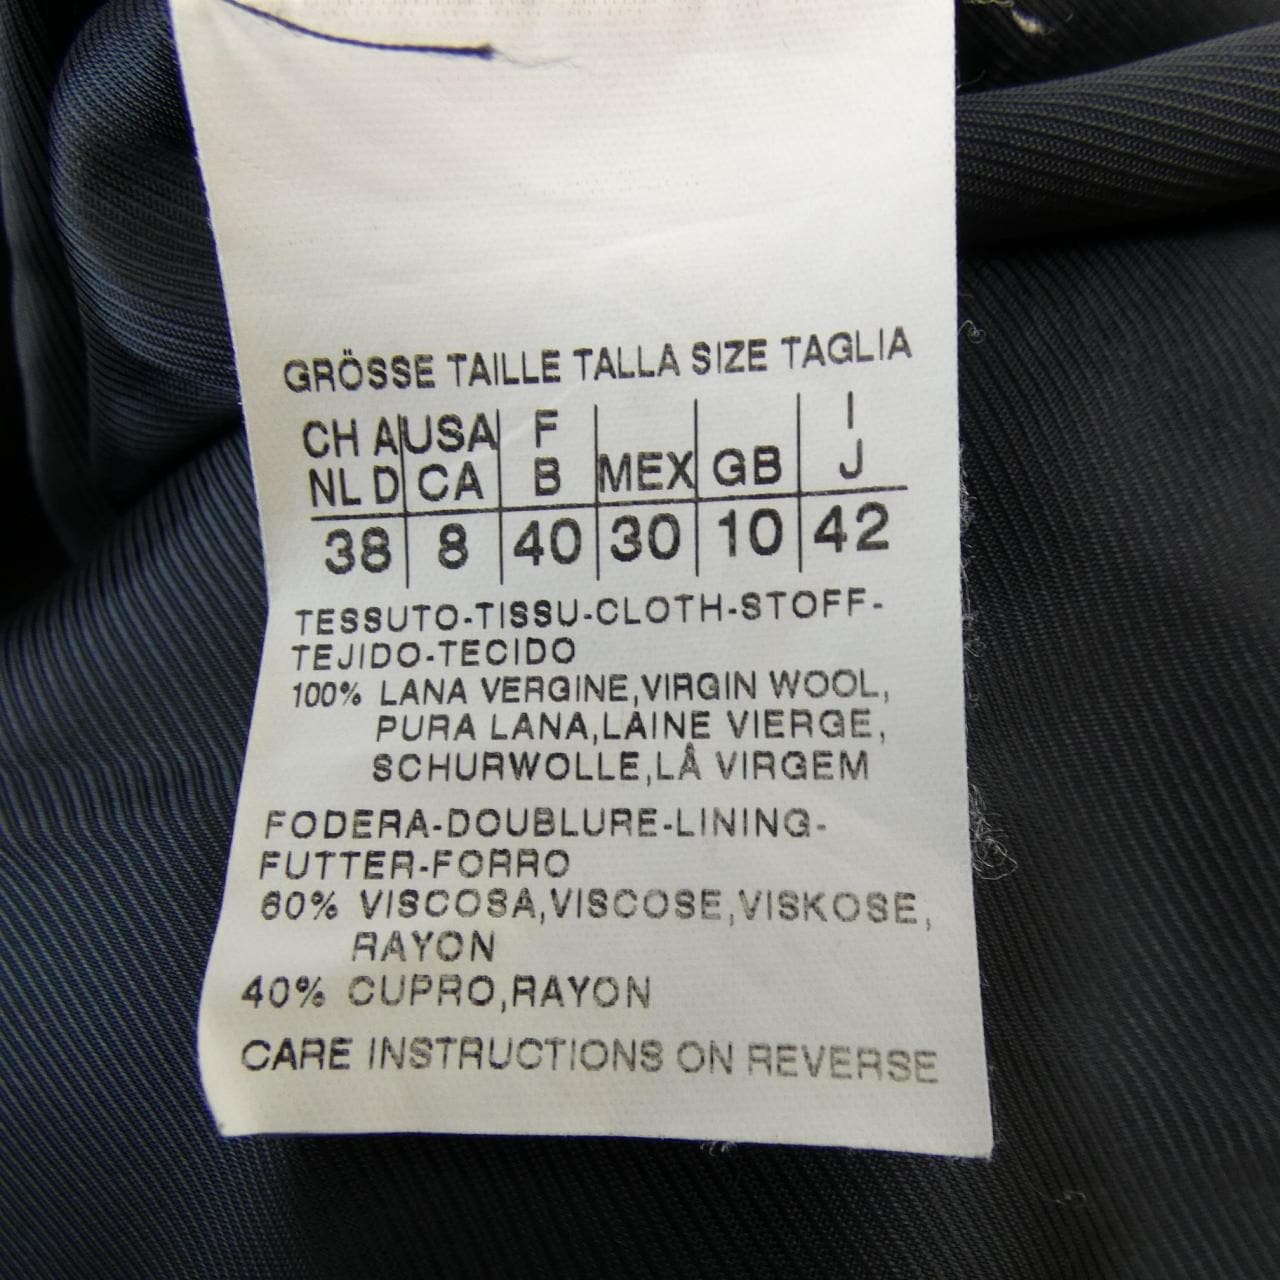 GRÖSSE TAILLE TALLA SIZE TAGLIA
CH A USA F I
NL D CA B MEX GB J
38 8 40 30 10 42
TESSUTO-TISSU-CLOTH-STOFF-
TEJIDO-TECIDO
100% LANA VERGINE,VIRGIN WOOL,
PURA LANA,LAINE VIERGE,
SCHURWOLLE,LÅ VIRGEM
FODERA-DOUBLURE-LINING-
FUTTER-FORRO
60% VISCOSA,VISCOSE,VISKOSE,
RAYON
40% CUPRO,RAYON
CARE INSTRUCTIONS ON REVERSE